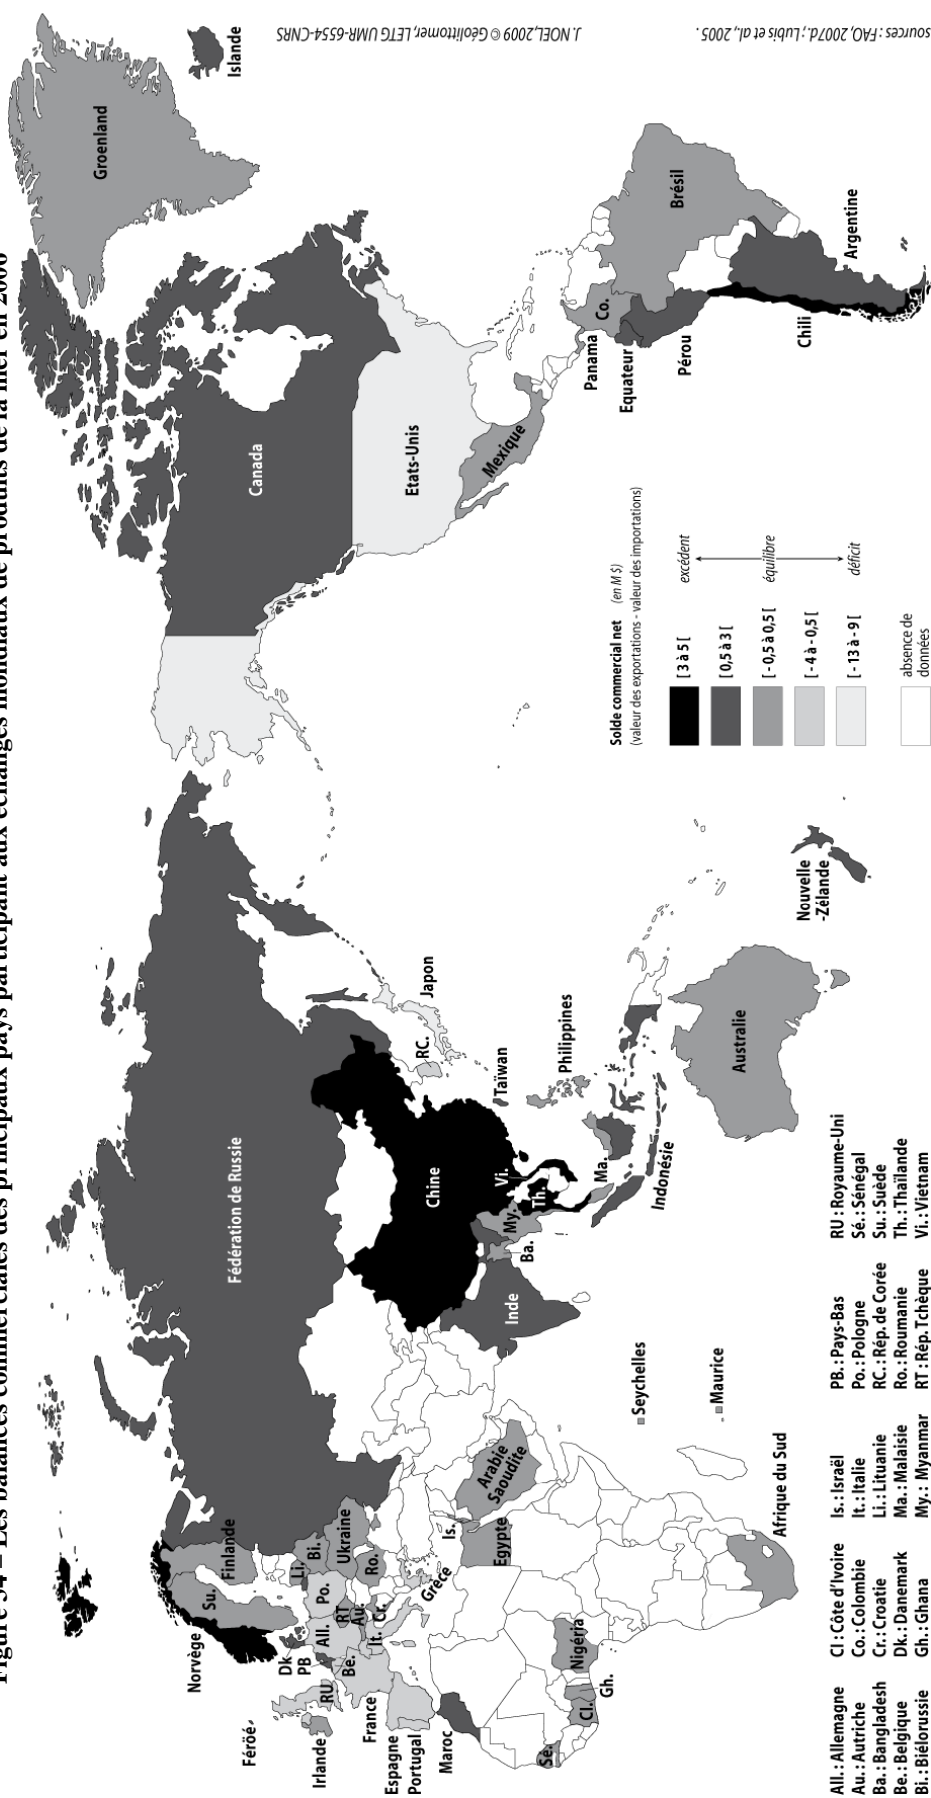 Figure 34 – Les balances commerciales des principaux pays participant aux échanges mondiaux de produits de la mer en 2006
Groenland
Islande
Canada
Etats-Unis
Mexique
Panama
Co.
Equateur
Pérou
Brésil
Chili
Argentine
Fédération de Russie
Chine
Japon
RC.
Taïwan
Philippines
Vi.
Th.
My.
Ba.
Ma.
Indonésie
Inde
Australie
Nouvelle
-Zélande
Seychelles
Maurice
Norvège
Su.
Finlande
Féröé
Dk
PB
RU
Irlande
Li.
Bi.
Ukraine
Po.
All.
RT
Au.
Ro.
Be.
Cr.
It.
Grèce
France
Espagne
Portugal
Maroc
Is.
Egypte
Arabie
Saoudite
Sé.
CI.
Gh.
Nigéria
Afrique du Sud
Solde commercial net (en M $)
(valeur des exportations - valeur des importations)
[ 3 à 5 [
[ 0,5 à 3 [
[ - 0,5 à 0,5 [
[ - 4 à - 0,5 [
[ - 13 à - 9 [
absence de
données
excédent
équilibre
déficit
All. : Allemagne
Au. : Autriche
Ba. : Bangladesh
Be. : Belgique
Bi. : Biélorussie
CI : Côte d'Ivoire
Co. : Colombie
Cr. : Croatie
Dk. : Danemark
Gh. : Ghana
Is. : Israël
It. : Italie
Li. : Lituanie
Ma. : Malaisie
My. : Myanmar
PB. : Pays-Bas
Po. : Pologne
RC. : Rép. de Corée
Ro. : Roumanie
RT : Rép. Tchèque
RU : Royaume-Uni
Sé. : Sénégal
Su. : Suède
Th. : Thaïlande
Vi. : Vietnam
J. NOEL, 2009 © Géolittomer, LETG UMR-6554-CNRS
sources : FAO, 2007d. ; Lubis et al., 2005.